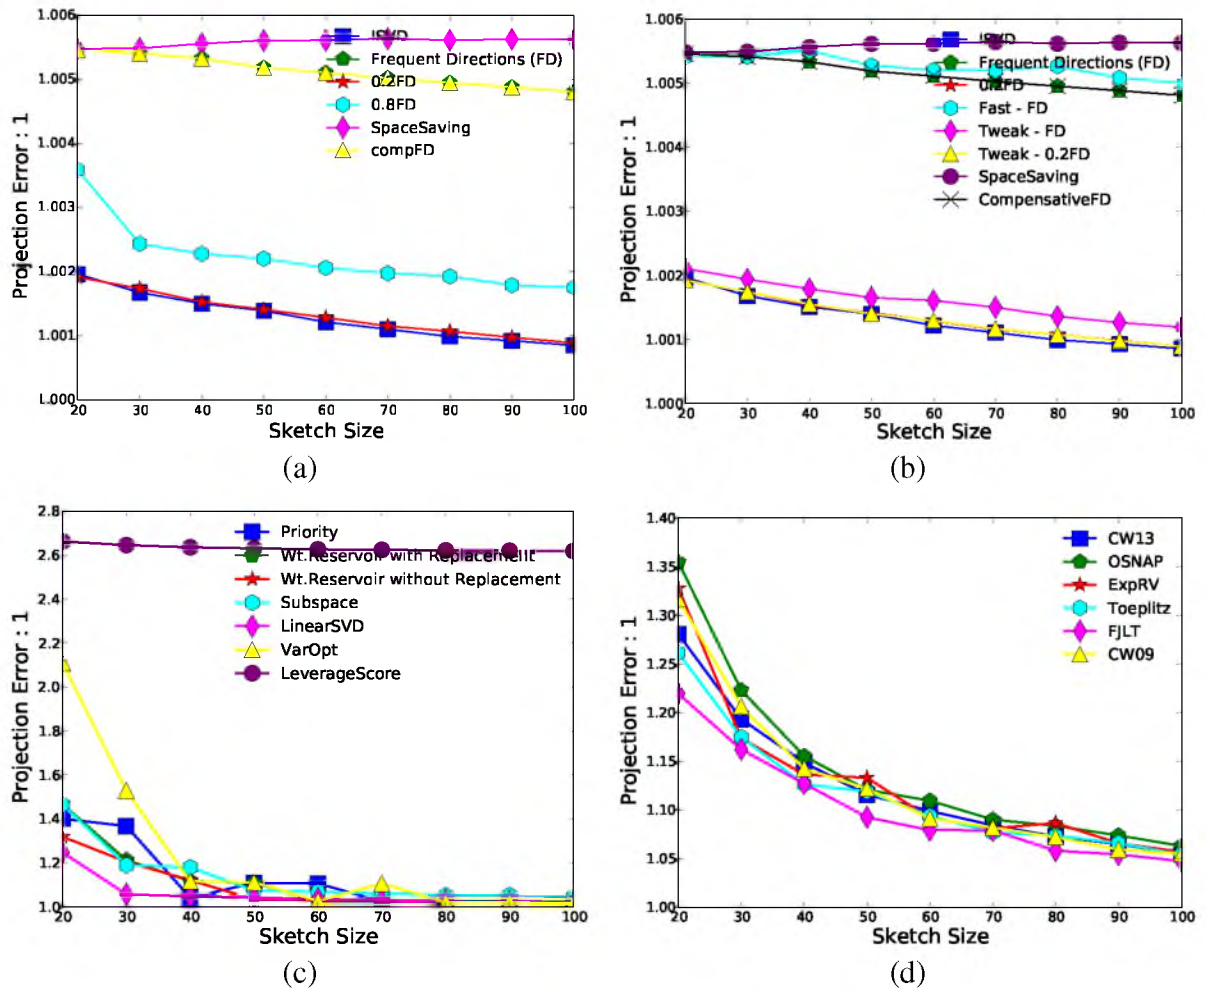 1.006
1.005
1.004
1.003
1.002
1.001
1.000
Projection Error : 1
Frequent Directions (FD)
0.2FD
0.8FD
SpaceSaving
compFD
20 30 40 50 60 70 80 90 100
Sketch Size
(a)
1.006
1.005
1.004
1.003
1.002
1.001
1.000
Projection Error : 1
Frequent Directions (FD)
Fast - FD
Tweak - FD
Tweak - 0.2FD
SpaceSaving
CompensativeFD
20 30 40 50 60 70 80 90 100
Sketch Size
(b)
2.8
2.6
2.4
2.2
2.0
1.8
1.6
1.4
1.2
1.0
Projection Error : 1
Priority
Wt.Reservoir with Replacement
Wt.Reservoir without Replacement
Subspace
LinearSVD
VarOpt
LeverageScore
20 30 40 50 60 70 80 90 100
Sketch Size
(c)
1.40
1.35
1.30
1.25
1.20
1.15
1.10
1.05
1.00
Projection Error : 1
CW13
OSNAP
ExpRV
Toeplitz
FJLT
CW09
20 30 40 50 60 70 80 90 100
Sketch Size
(d)